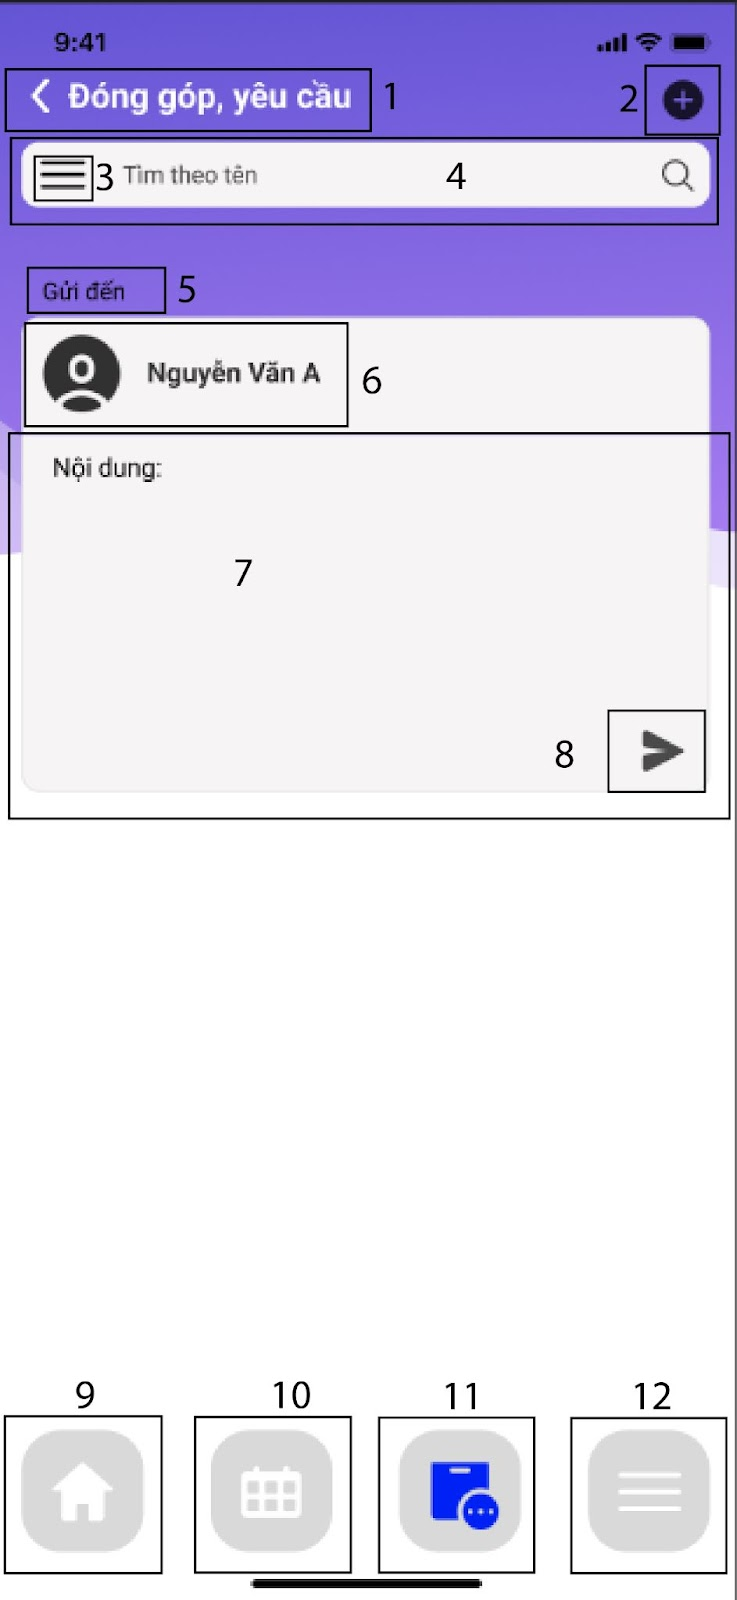 9:41
Đóng góp, yêu cầu 1
2
3 Tìm theo tên 4
Gửi đến 5
Nguyễn Văn A 6
Nội dung:
7
8
9 10 11 12